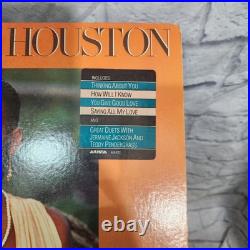 HOUSTON
INCLUDES:
THINKING ABOUT YOU
HOW WILL I KNOW
YOU GIVE GOOD LOVE
SAVING ALL MY LOVE
AND
GREAT DUETS WITH
JERMAINE JACKSON AND
TEDDY PENDERGRASS
ARISTA